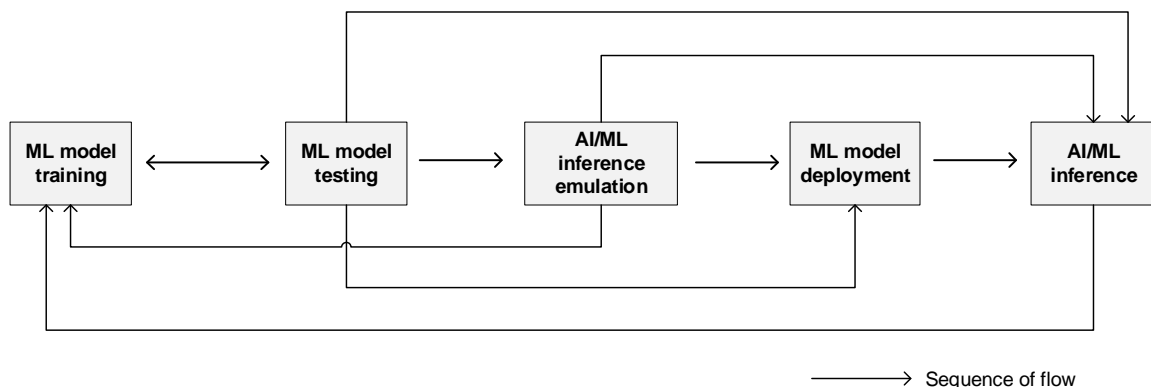 ML model
training
ML model
testing
AI/ML
inference
emulation
ML model
deployment
AI/ML
inference
Sequence of flow